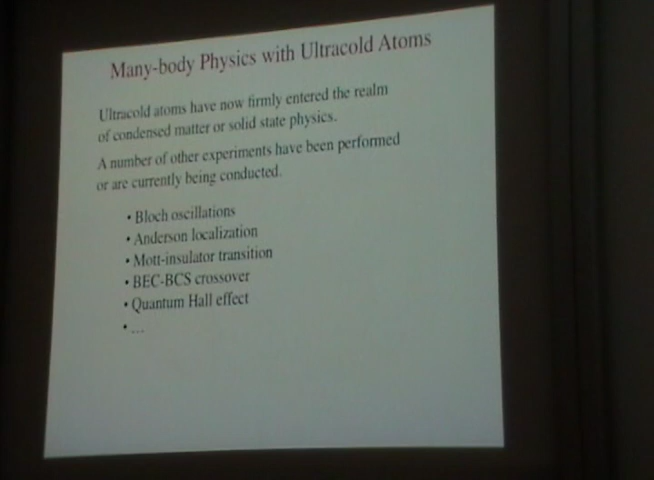 Many-body Physics with Ultracold Atoms
Ultracold atoms have now firmly entered the realm
of condensed matter or solid state physics.
A number of other experiments have been performed
or are currently being conducted.
• Bloch oscillations
• Anderson localization
• Mott-insulator transition
• BEC-BCS crossover
• Quantum Hall effect
• ...